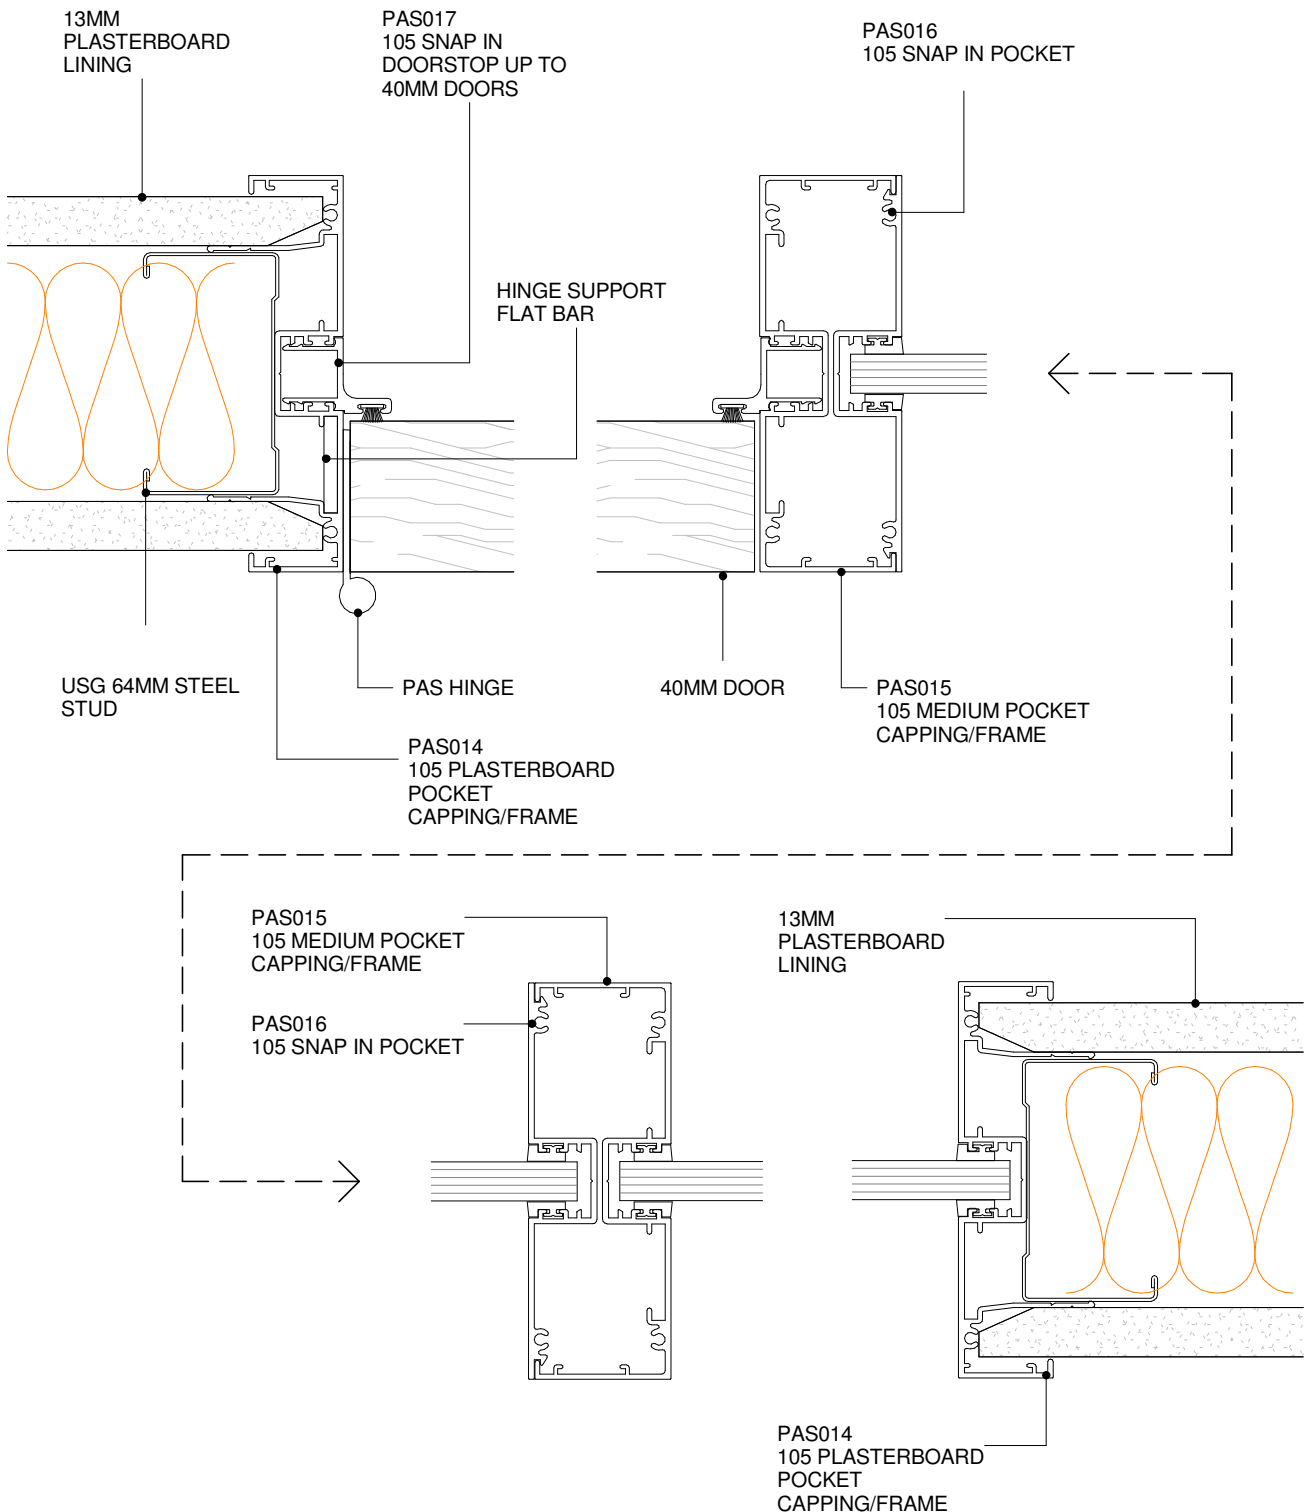 13MM
PLASTERBOARD
LINING
PAS017
105 SNAP IN
DOORSTOP UP TO
40MM DOORS
PAS016
105 SNAP IN POCKET
HINGE SUPPORT
FLAT BAR
USG 64MM STEEL
STUD
PAS HINGE
40MM DOOR
PAS015
105 MEDIUM POCKET
CAPPING/FRAME
PAS014
105 PLASTERBOARD
POCKET
CAPPING/FRAME
PAS015
105 MEDIUM POCKET
CAPPING/FRAME
PAS016
105 SNAP IN POCKET
13MM
PLASTERBOARD
LINING
PAS014
105 PLASTERBOARD
POCKET
CAPPING/FRAME